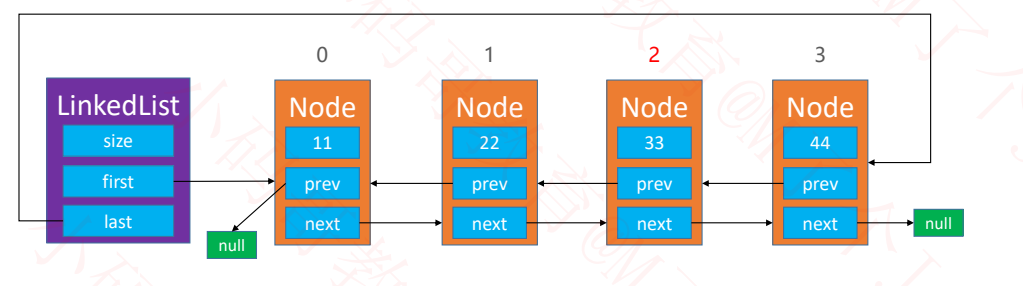 0 1 2 3
LinkedList Node Node Node Node
size 11 22 33 44
first prev prev prev prev
last next next next next null
null